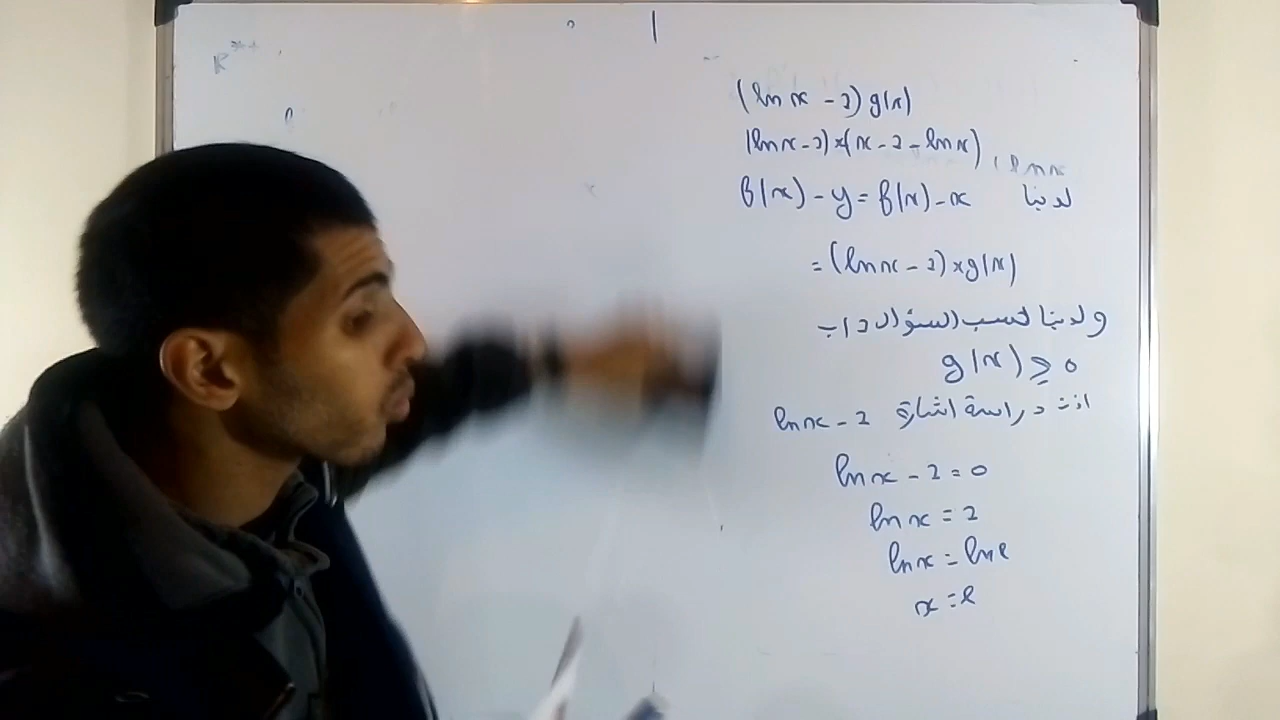 R*+
(ln x - 2) g(x)
(ln x - 2) x (x - 2 - ln x)
, ln x
لدينا f(x) - y = f(x) - x
= (ln x - 2) x g(x)
ولدينا حسب السؤال
g(x) ≥ 0
اذن دراسة اشارة ln x - 2
ln x - 2 = 0
ln x = 2
ln x = ln e
x = e